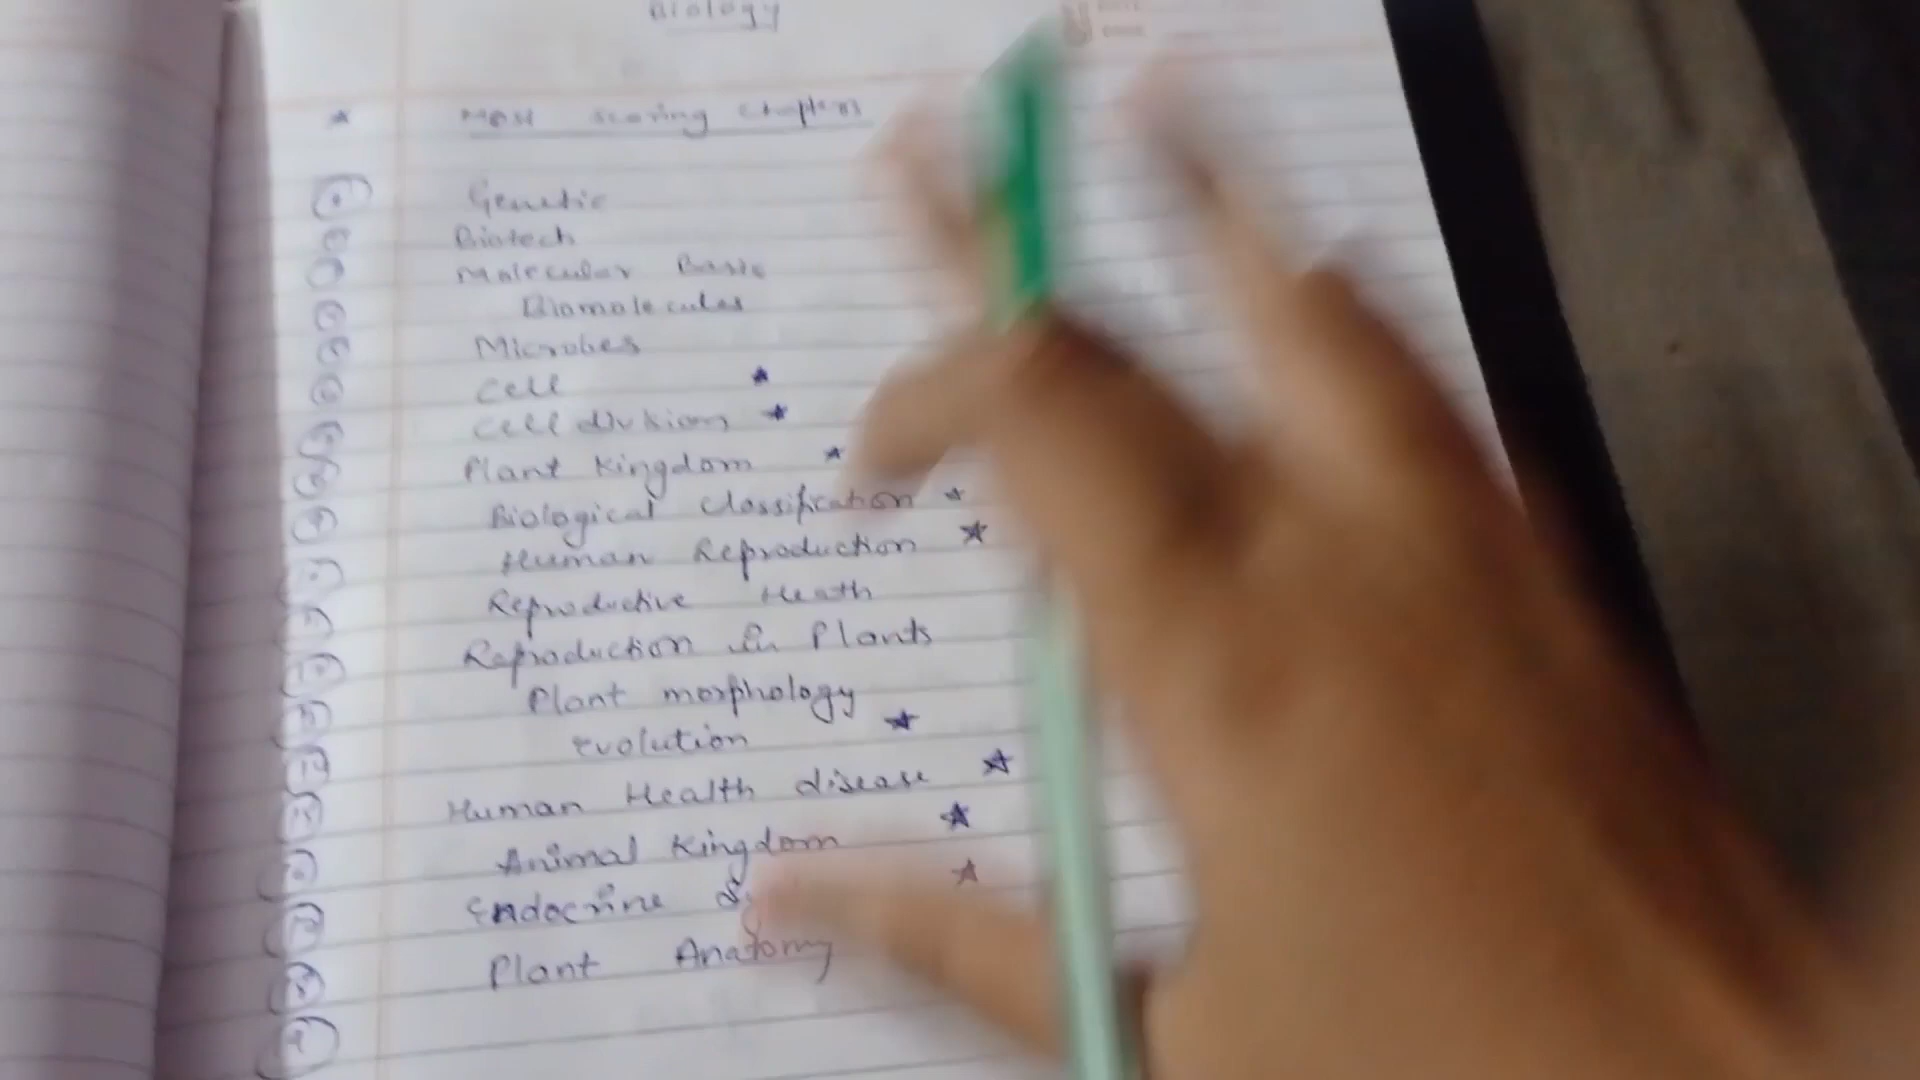 Biology
★ Most Scoring Chapters
Genetic
Biotech
Molecular Basis
Biomolecules
Microbes
Cell ★
Cell division ★
Plant Kingdom ★
Biological Classification ★
Human Reproduction ★
Reproductive Heath
Reproduction in Plants
Plant morphology
Evolution ★
Human Health disease ★
Animal Kingdom ★
Endocrine ★
Plant Anatomy